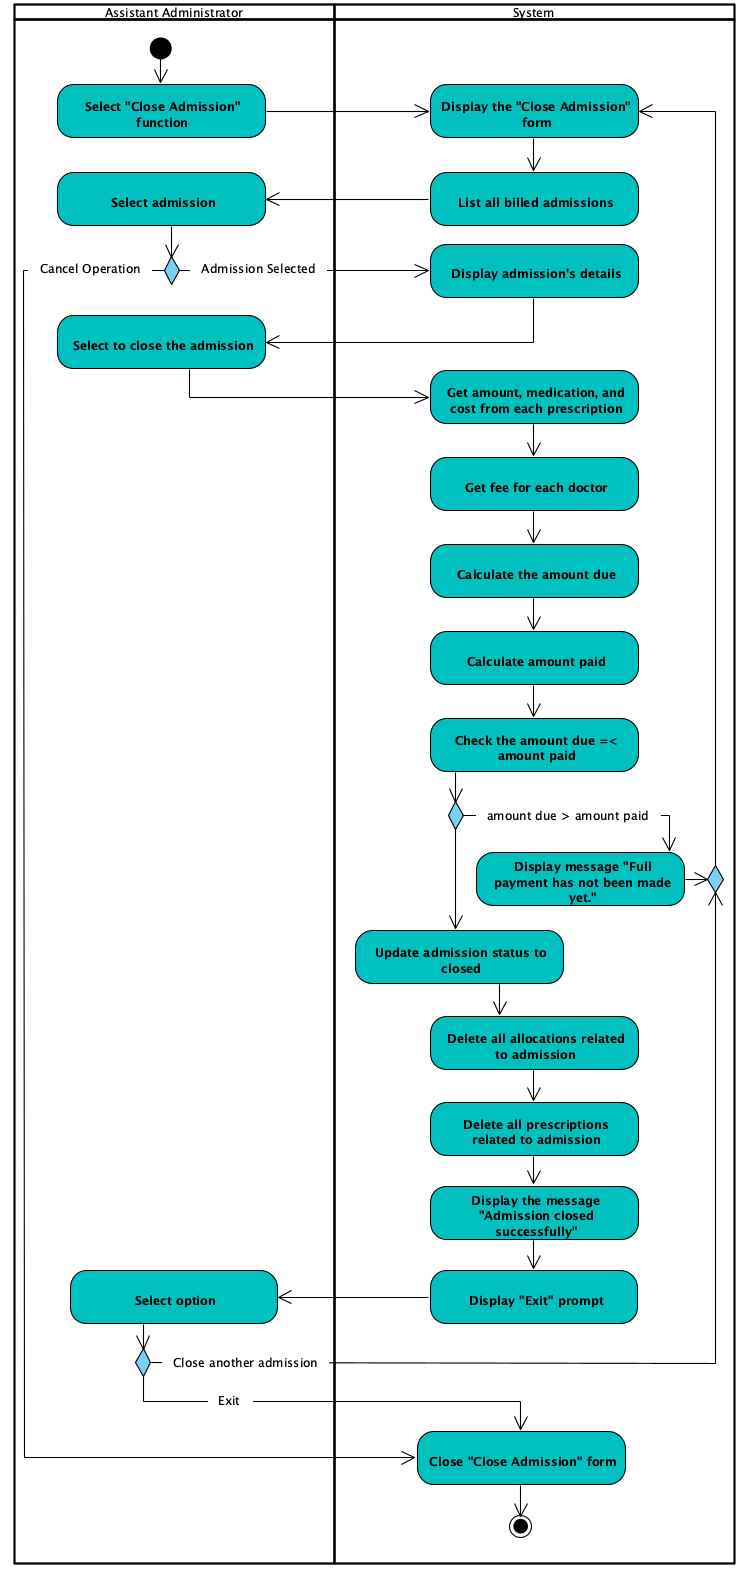 Assistant Administrator
System
Select "Close Admission"
function
Display the "Close Admission"
form
Select admission
List all billed admissions
Cancel Operation
Admission Selected
Display admission's details
Select to close the admission
Get amount, medication, and
cost from each prescription
Get fee for each doctor
Calculate the amount due
Calculate amount paid
Check the amount due =<
amount paid
amount due > amount paid
Display message "Full
payment has not been made
yet."
Update admission status to
closed
Delete all allocations related
to admission
Delete all prescriptions
related to admission
Display the message
"Admission closed
successfully"
Select option
Display "Exit" prompt
Close another admission
Exit
Close "Close Admission" form